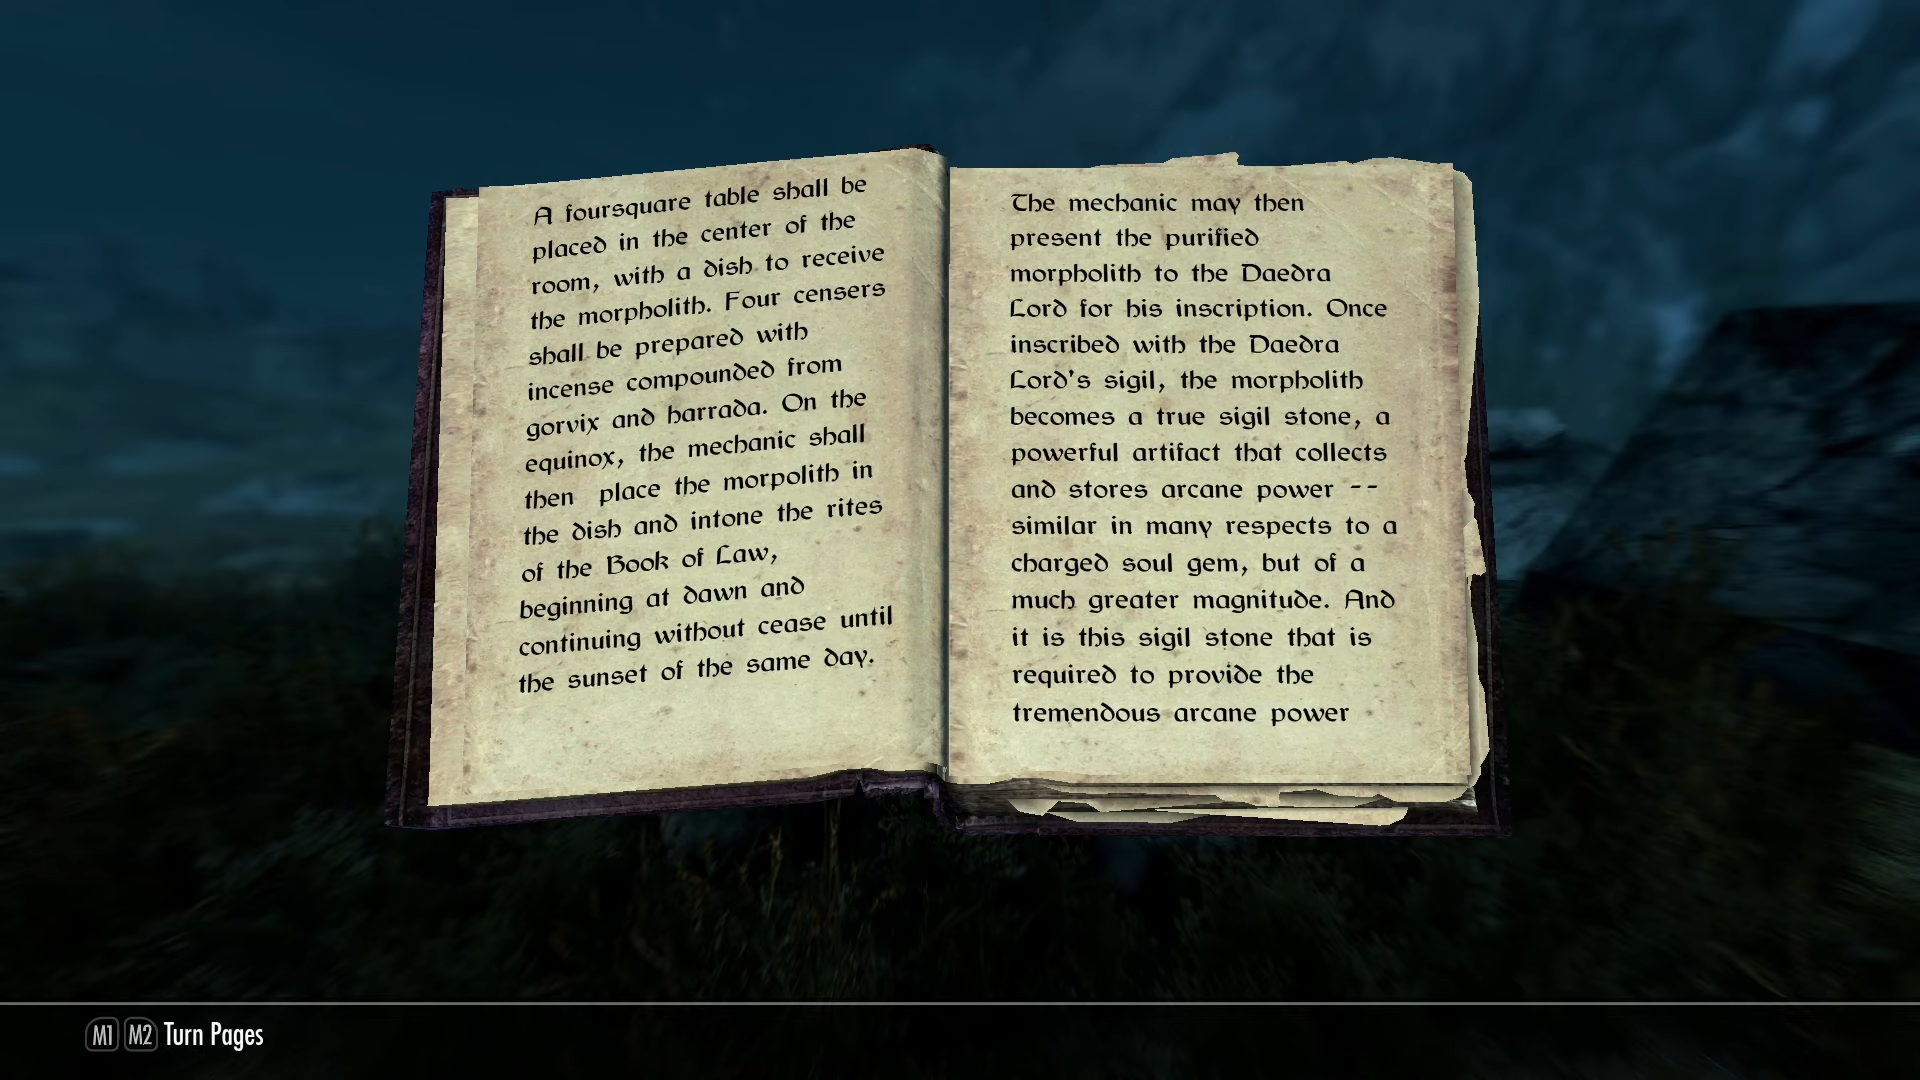 A foursquare table shall be
placed in the center of the
room, with a dish to receive
the morpholith. Four censers
shall be prepared with
incense compounded from
gorvix and harrada. On the
equinox, the mechanic shall
then  place the morpolith in
the dish and intone the rites
of the Book of Law,
beginning at dawn and
continuing without cease until
the sunset of the same day.
The mechanic may then
present the purified
morpholith to the Daedra
Lord for his inscription. Once
inscribed with the Daedra
Lord's sigil, the morpholith
becomes a true sigil stone, a
powerful artifact that collects
and stores arcane power --
similar in many respects to a
charged soul gem, but of a
much greater magnitude. And
it is this sigil stone that is
required to provide the
tremendous arcane power
M1 M2 Turn Pages